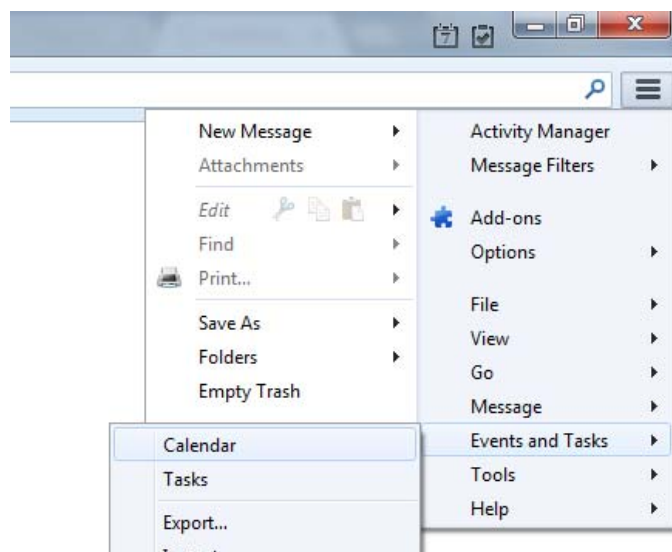 7
New Message
Attachments
Edit
Find
Print...
Save As
Folders
Empty Trash
Activity Manager
Message Filters
Add-ons
Options
File
View
Go
Message
Events and Tasks
Tools
Help
Calendar
Tasks
Export...